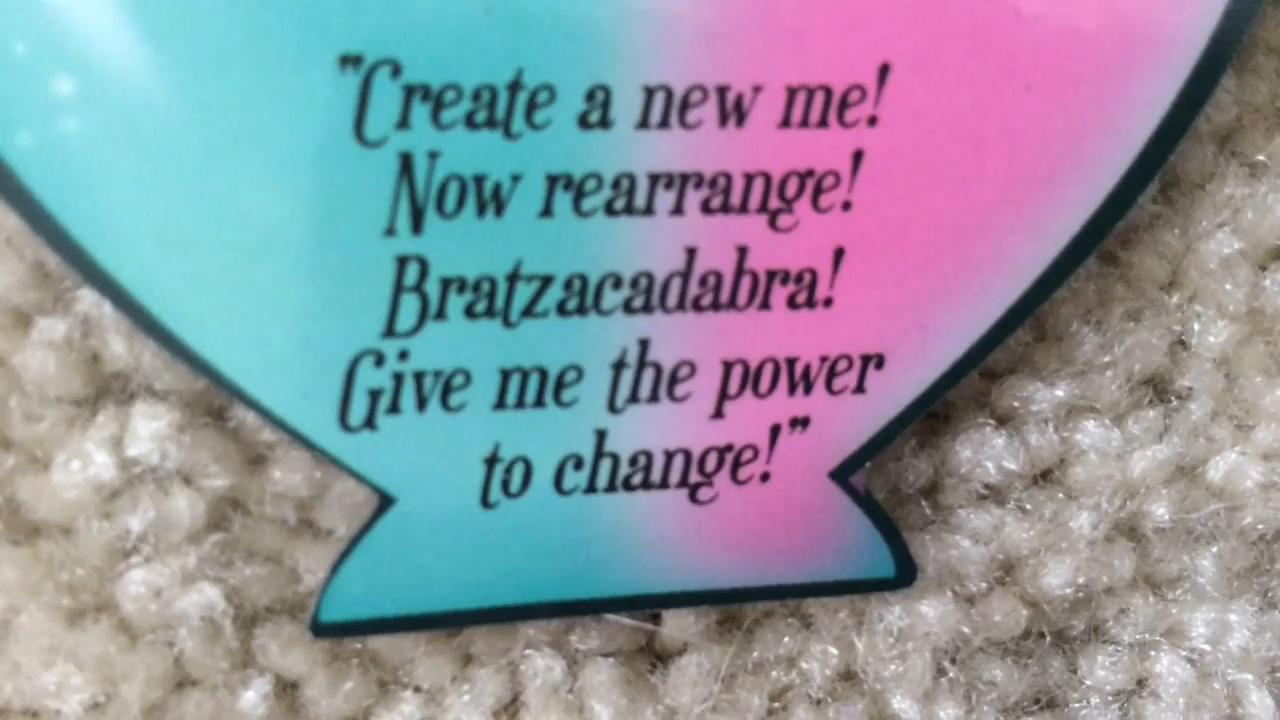 "Create a new me!
Now rearrange!
Bratzacadabra!
Give me the power
to change!"